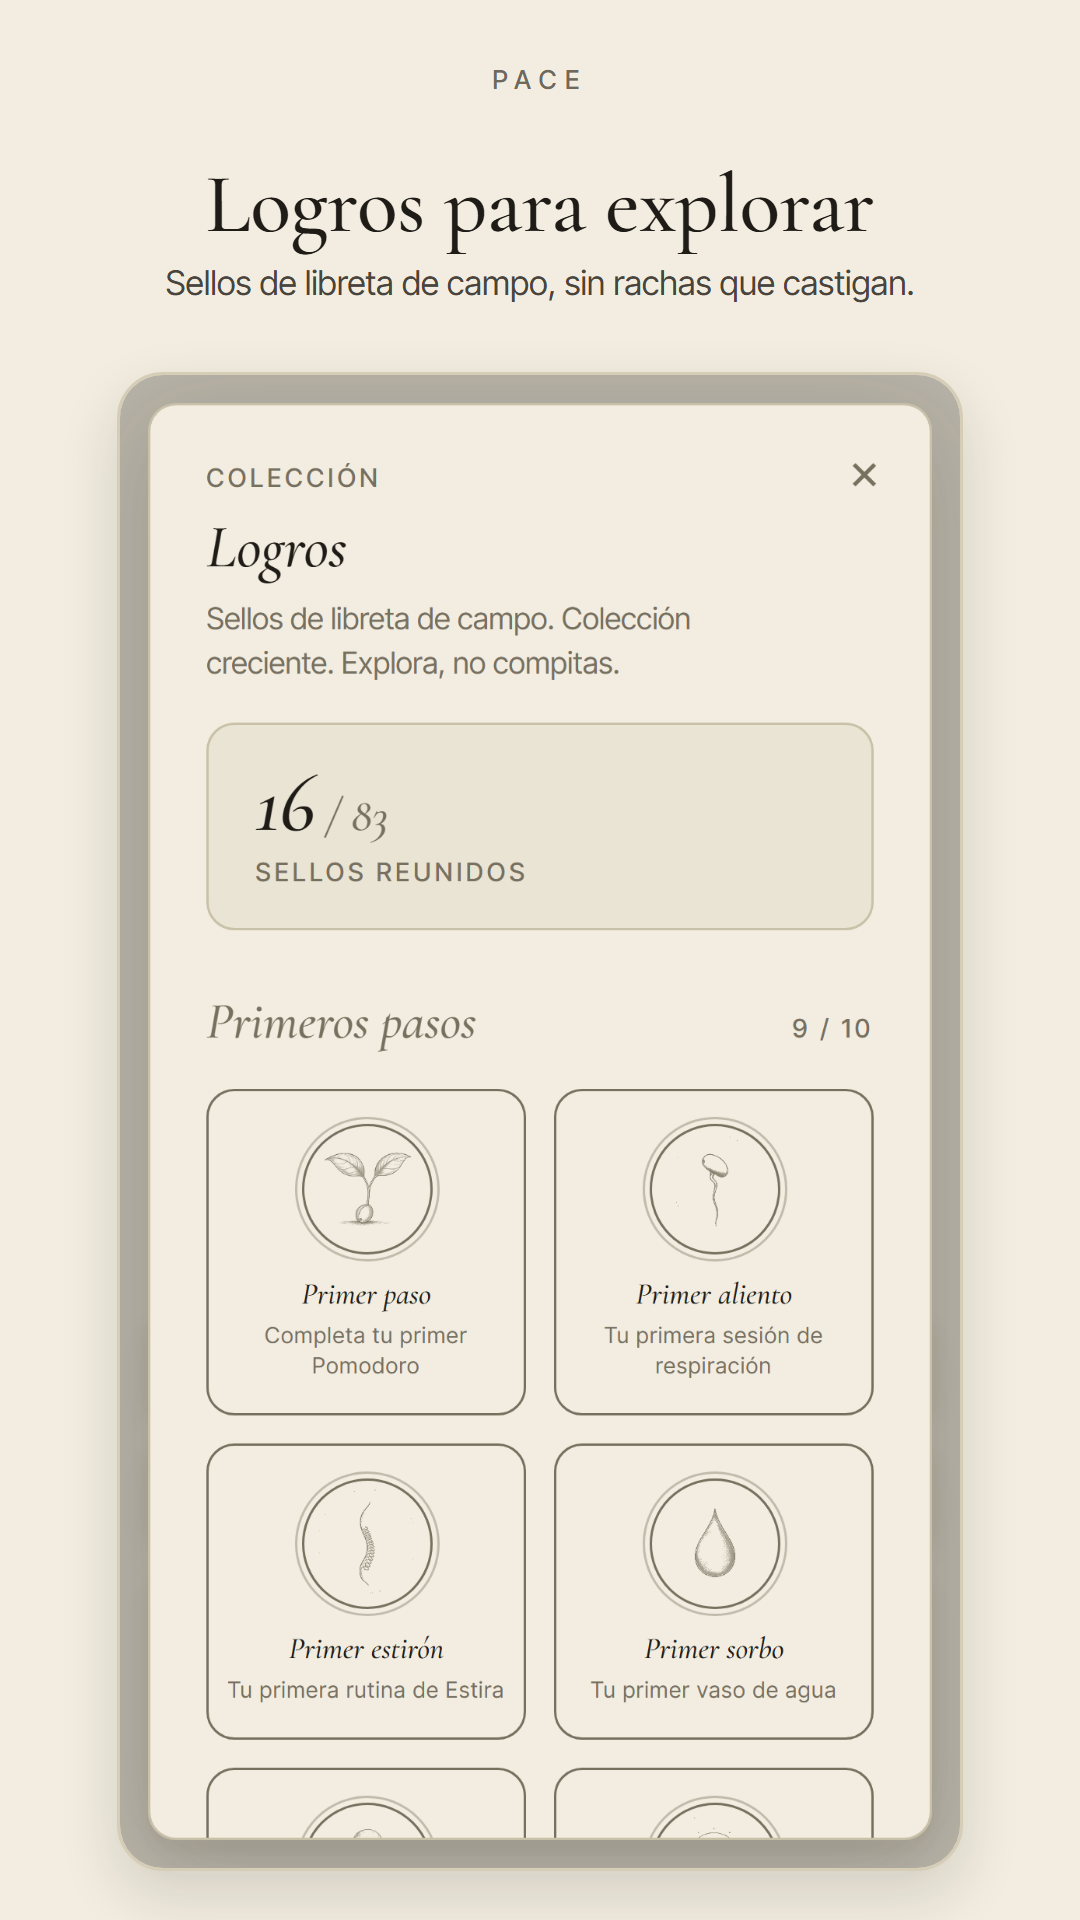 PACE
Logros para explorar
Sellos de libreta de campo, sin rachas que castigan.
COLECCIÓN
Logros
Sellos de libreta de campo. Colección
creciente. Explora, no compitas.
16 / 83
SELLOS REUNIDOS
Primeros pasos
9 / 10
Primer paso
Completa tu primer
Pomodoro
Primer aliento
Tu primera sesión de
respiración
Primer estirón
Tu primera rutina de Estira
Primer sorbo
Tu primer vaso de agua